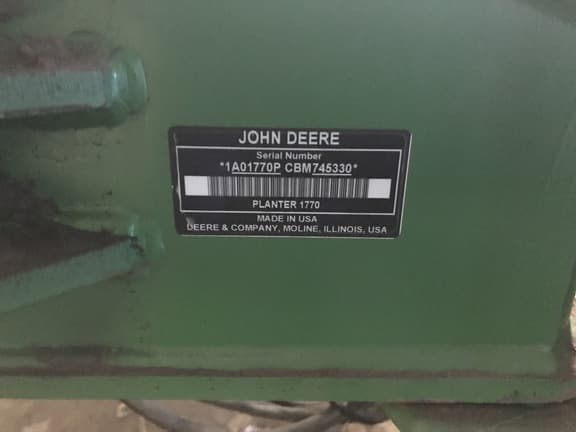 JOHN DEERE
Serial Number
*1A01770P CBM745330*
PLANTER 1770
MADE IN USA
DEERE & COMPANY, MOLINE, ILLINOIS, USA